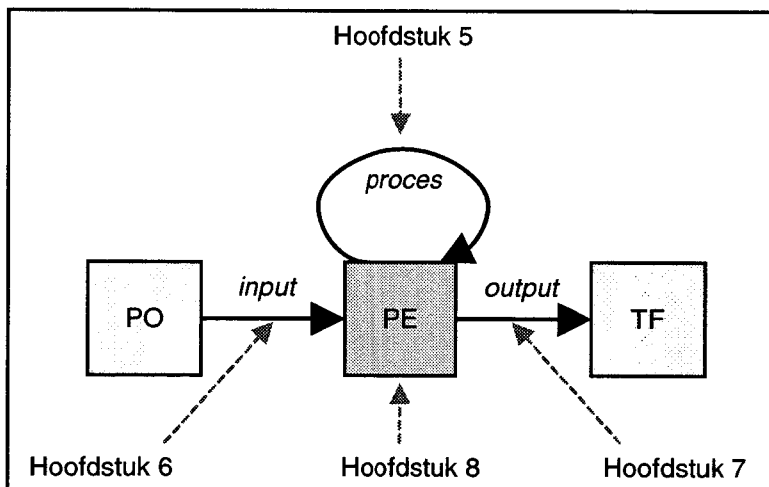 Hoofdstuk 5
proces
input
output
PO
PE
TF
Hoofdstuk 6
Hoofdstuk 8
Hoofdstuk 7